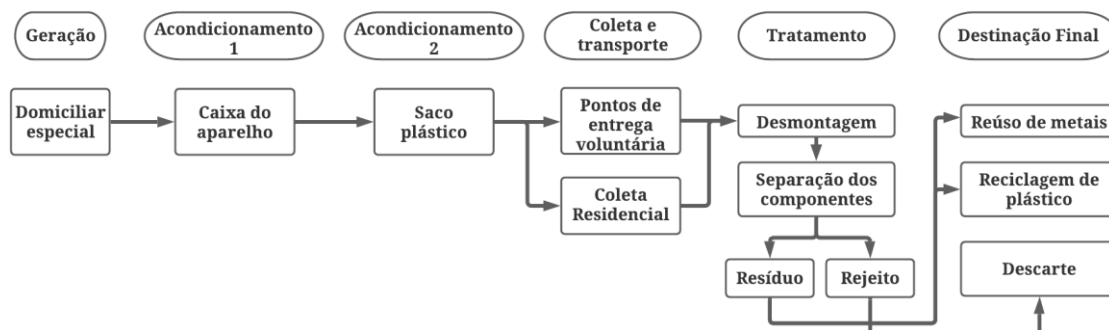 Geração
Acondicionamento
1
Acondicionamento
2
Coleta e
transporte
Tratamento
Destinação Final
Domiciliar
especial
Caixa do
aparelho
Saco
plástico
Pontos de
entrega
voluntária
Coleta
Residencial
Desmontagem
Separação dos
componentes
Resíduo
Rejeito
Reúso de metais
Reciclagem de
plástico
Descarte